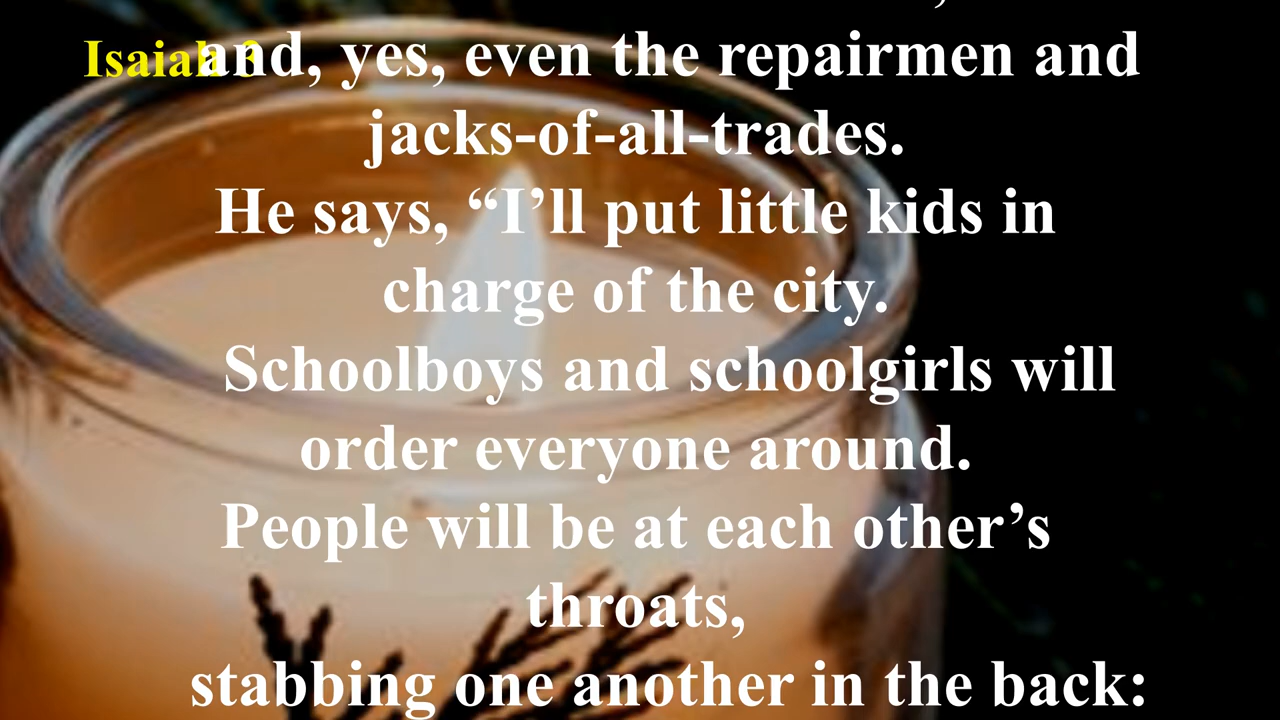 Isaiah 3
and, yes, even the repairmen and
jacks-of-all-trades.
He says, “I’ll put little kids in
charge of the city.
Schoolboys and schoolgirls will
order everyone around.
People will be at each other’s
throats,
stabbing one another in the back: